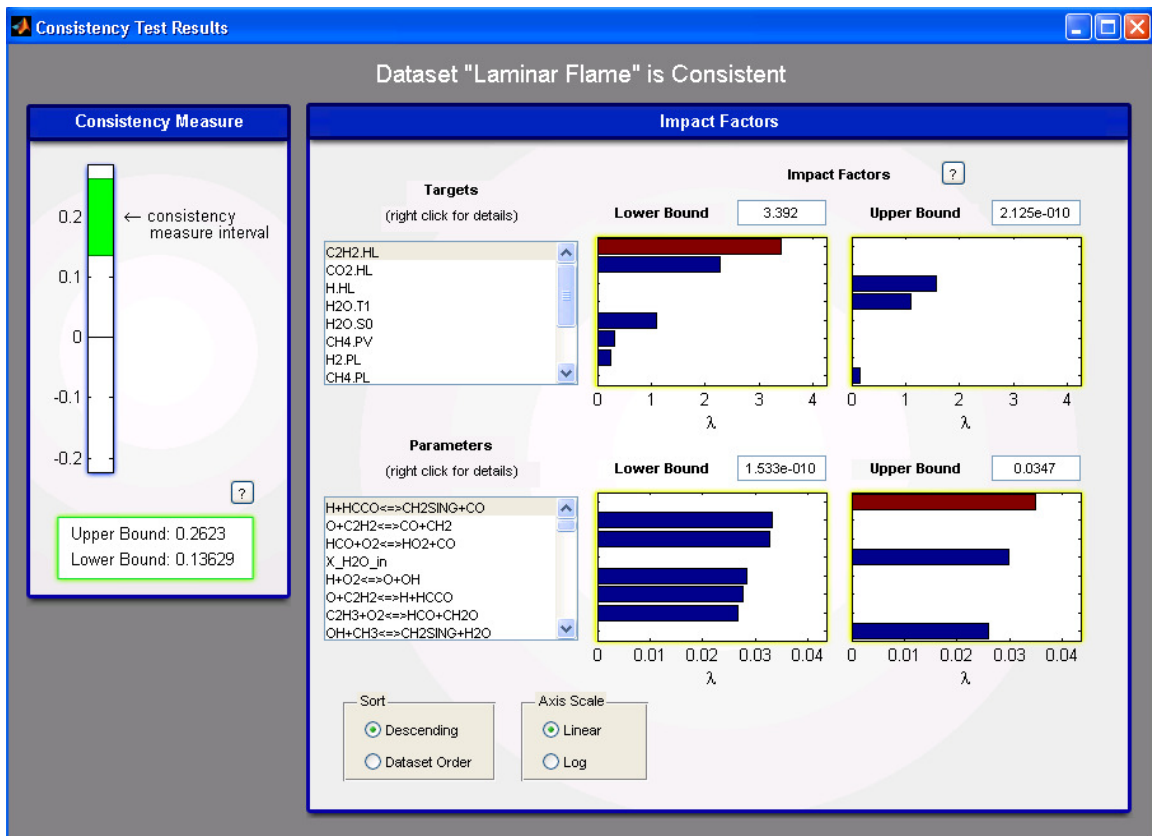 Consistency Test Results
Dataset "Laminar Flame" is Consistent
Consistency Measure
0.2
0.1
0
-0.1
-0.2
← consistency
measure interval
?
Upper Bound: 0.2623
Lower Bound: 0.13629
Impact Factors
Targets
(right click for details)
Impact Factors
?
Lower Bound 3.392
Upper Bound 2.125e-010
C2H2.HL
CO2.HL
H.HL
H2O.T1
H2O.S0
CH4.PV
H2.PL
CH4.PL
0 1 2 3 4
λ
0 1 2 3 4
λ
Parameters
(right click for details)
Lower Bound 1.533e-010
Upper Bound 0.0347
H+HCCO<=>CH2SING+CO
O+C2H2<=>CO+CH2
HCO+O2<=>HO2+CO
X_H2O_in
H+O2<=>O+OH
O+C2H2<=>H+HCCO
C2H3+O2<=>HCO+CH2O
OH+CH3<=>CH2SING+H2O
0 0.01 0.02 0.03 0.04
λ
0 0.01 0.02 0.03 0.04
λ
Sort
Descending
Dataset Order
Axis Scale
Linear
Log